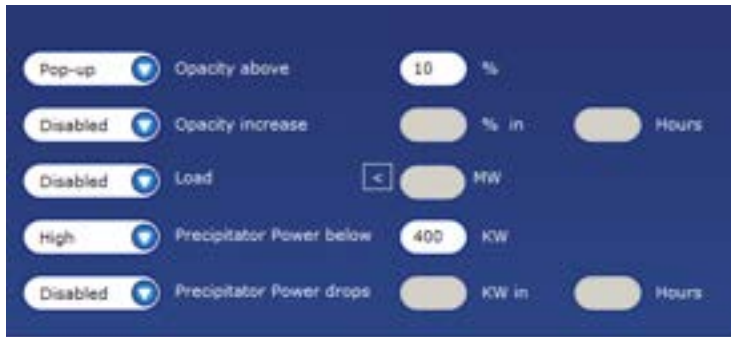 Pop-up Opacity above 10 %
Disabled Opacity increase % in Hours
Disabled Load < MW
High Precipitator Power below 400 KW
Disabled Precipitator Power drops KW in Hours